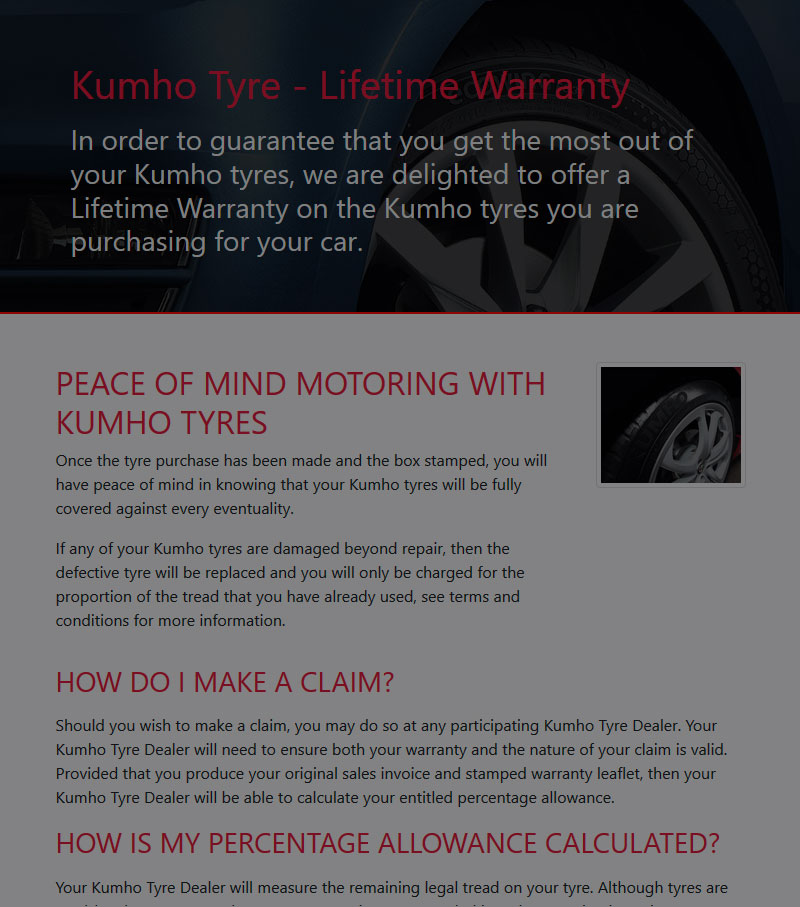 Kumho Tyre - Lifetime Warranty
In order to guarantee that you get the most out of
your Kumho tyres, we are delighted to offer a
Lifetime Warranty on the Kumho tyres you are
purchasing for your car.
PEACE OF MIND MOTORING WITH
KUMHO TYRES
Once the tyre purchase has been made and the box stamped, you will
have peace of mind in knowing that your Kumho tyres will be fully
covered against every eventuality.
If any of your Kumho tyres are damaged beyond repair, then the
defective tyre will be replaced and you will only be charged for the
proportion of the tread that you have already used, see terms and
conditions for more information.
HOW DO I MAKE A CLAIM?
Should you wish to make a claim, you may do so at any participating Kumho Tyre Dealer. Your
Kumho Tyre Dealer will need to ensure both your warranty and the nature of your claim is valid.
Provided that you produce your original sales invoice and stamped warranty leaflet, then your
Kumho Tyre Dealer will be able to calculate your entitled percentage allowance.
HOW IS MY PERCENTAGE ALLOWANCE CALCULATED?
Your Kumho Tyre Dealer will measure the remaining legal tread on your tyre. Although tyres are